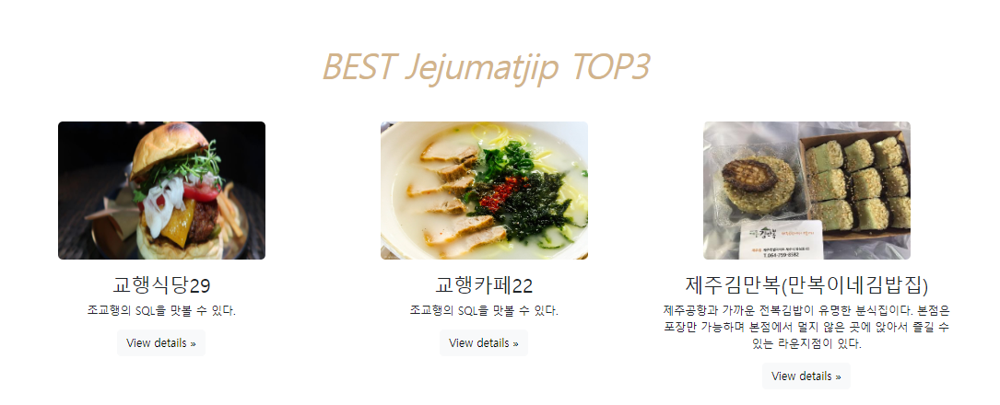 BEST Jejumatjip TOP3
김만복
T.064-759-8582
교행식당29
조교행의 SQL을 맛볼 수 있다.
View details »
교행카페22
조교행의 SQL을 맛볼 수 있다.
View details »
제주김만복(만복이네김밥집)
제주공항과 가까운 전복김밥이 유명한 분식집이다. 본점은
포장만 가능하며 본점에서 멀지 않은 곳에 앉아서 즐길 수
있는 라운지점이 있다.
View details »